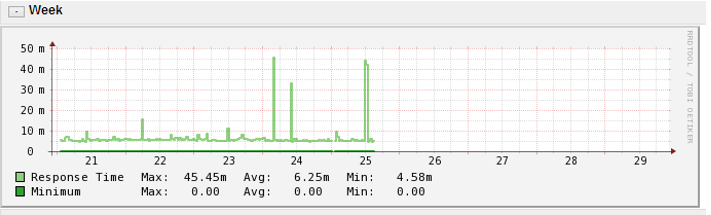 - Week
50 m
40 m
30 m
20 m
10 m
0
21 22 23 24 25 26 27 28 29
Response Time Max: 45.45m Avg: 6.25m Min: 4.58m
Minimum Max: 0.00 Avg: 0.00 Min: 0.00
RRDTOOL / TOBI OETIKER